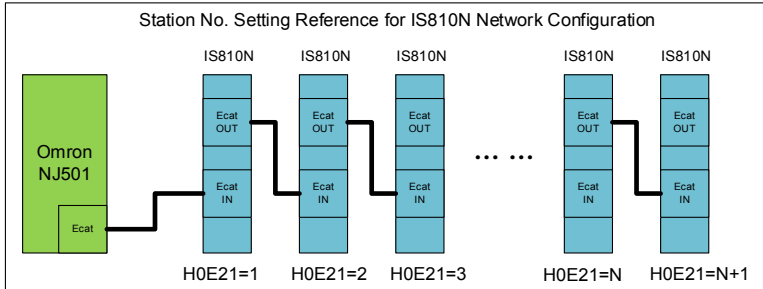 Station No. Setting Reference for IS810N Network Configuration
IS810N IS810N IS810N IS810N IS810N
Ecat OUT Ecat OUT Ecat OUT Ecat OUT Ecat OUT
Omron
NJ501
... ...
Ecat IN Ecat IN Ecat IN Ecat IN Ecat IN
Ecat
H0E21=1 H0E21=2 H0E21=3 H0E21=N H0E21=N+1